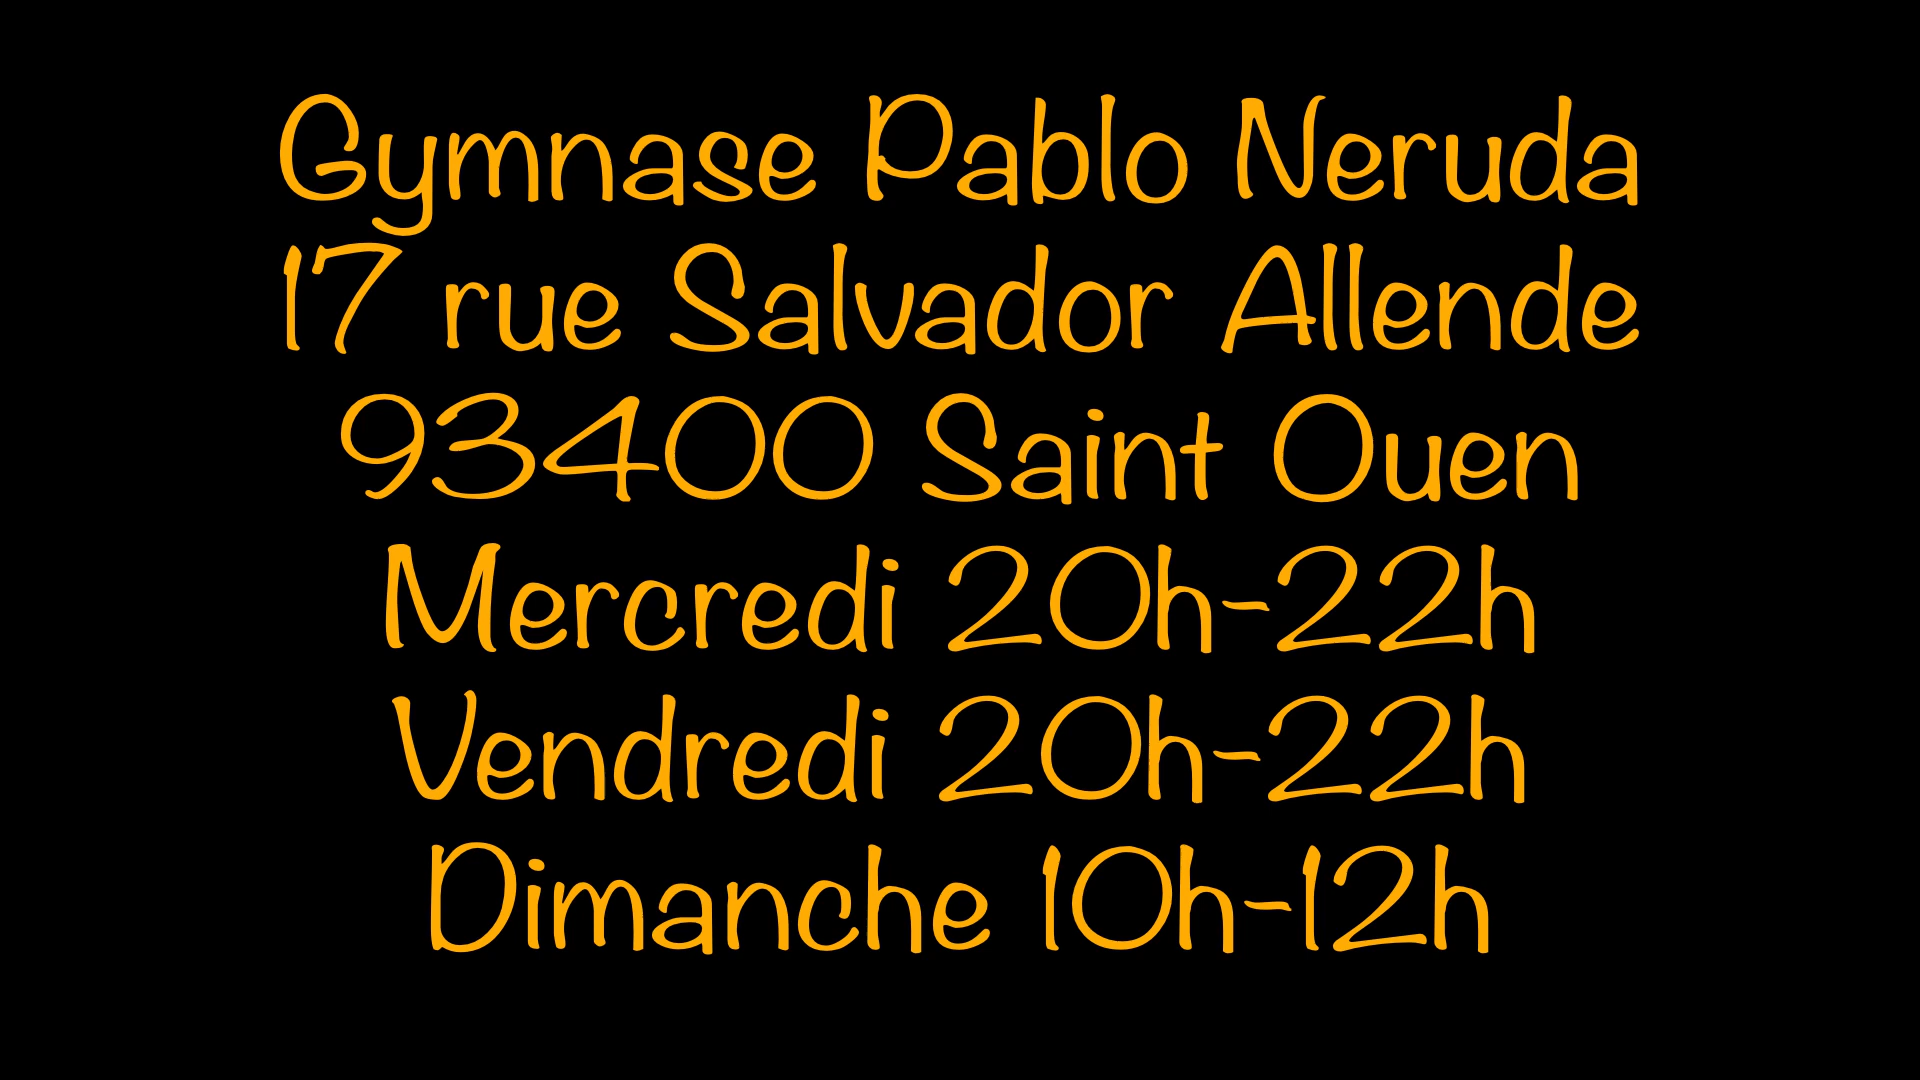 Gymnase Pablo Neruda
17 rue Salvador Allende
93400 Saint Ouen
Mercredi 20h-22h
Vendredi 20h-22h
Dimanche 10h-12h